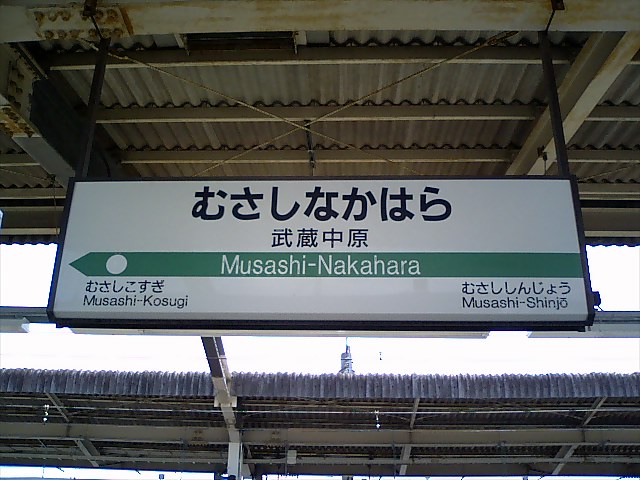 むさしなかはら
武蔵中原
Musashi-Nakahara
むさしこすぎ
Musashi-Kosugi
むさししんじょう
Musashi-Shinjō